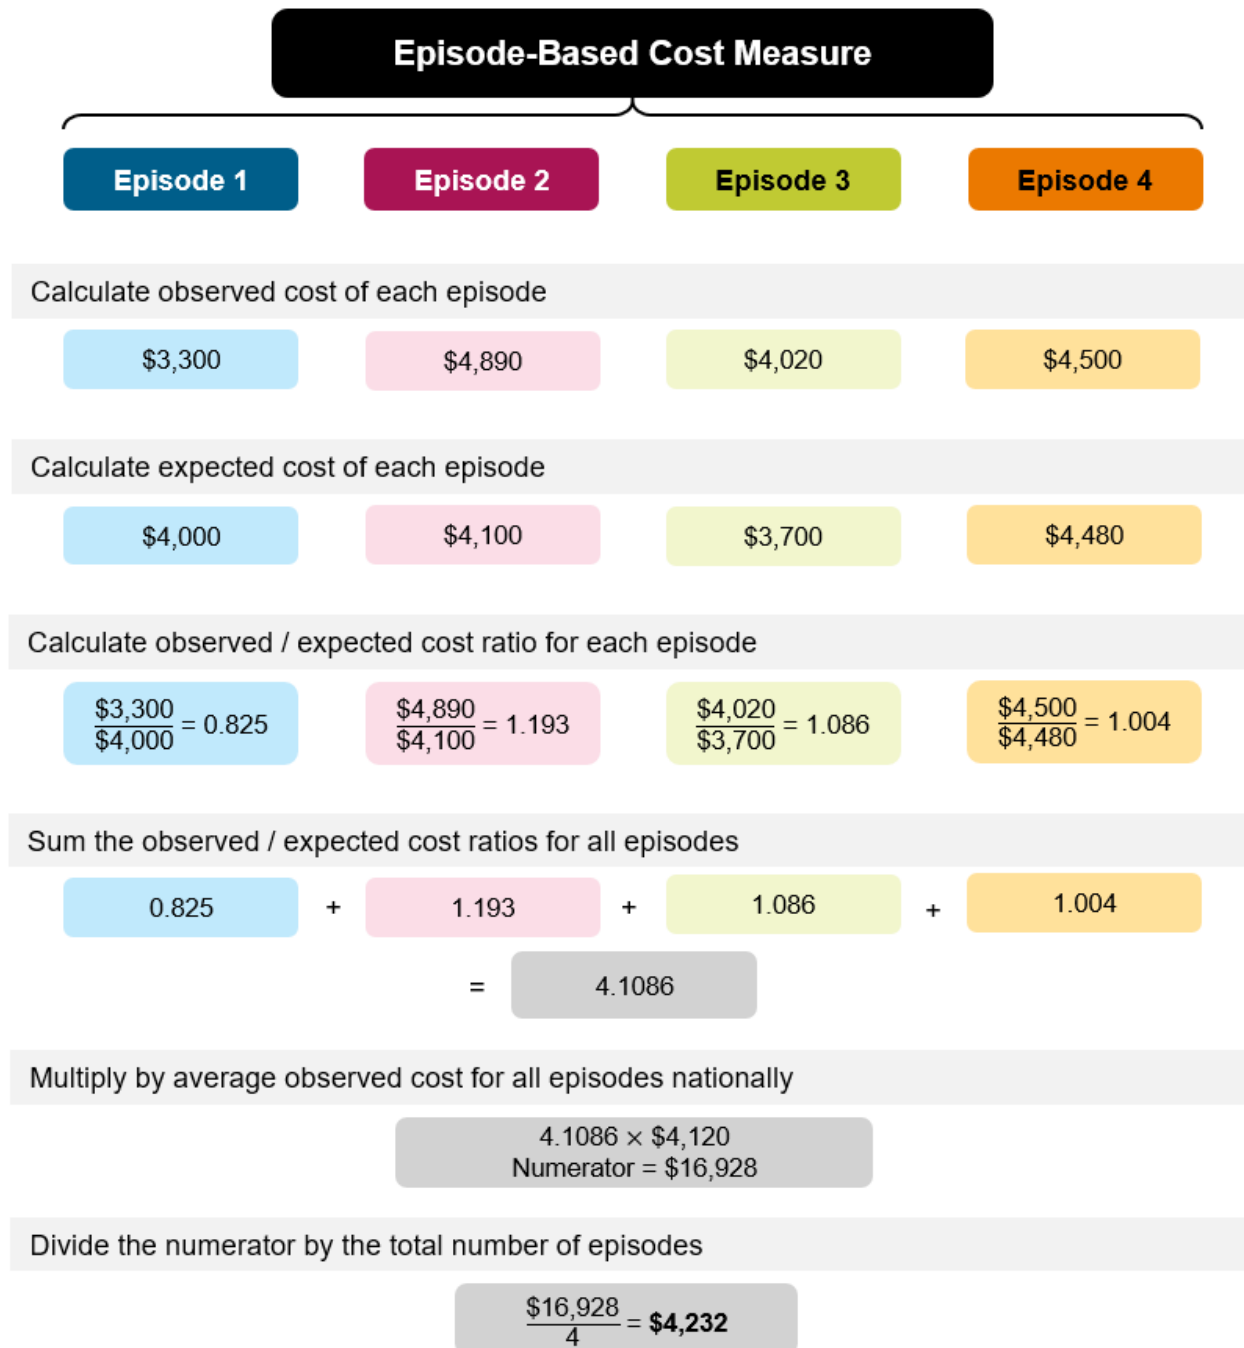 Episode-Based Cost Measure
Episode 1 Episode 2 Episode 3 Episode 4
Calculate observed cost of each episode
$3,300 $4,890 $4,020 $4,500
Calculate expected cost of each episode
$4,000 $4,100 $3,700 $4,480
Calculate observed / expected cost ratio for each episode
$3,300 / $4,000 = 0.825 $4,890 / $4,100 = 1.193 $4,020 / $3,700 = 1.086 $4,500 / $4,480 = 1.004
Sum the observed / expected cost ratios for all episodes
0.825 + 1.193 + 1.086 + 1.004
= 4.1086
Multiply by average observed cost for all episodes nationally
4.1086 × $4,120
Numerator = $16,928
Divide the numerator by the total number of episodes
$16,928 / 4 = $4,232